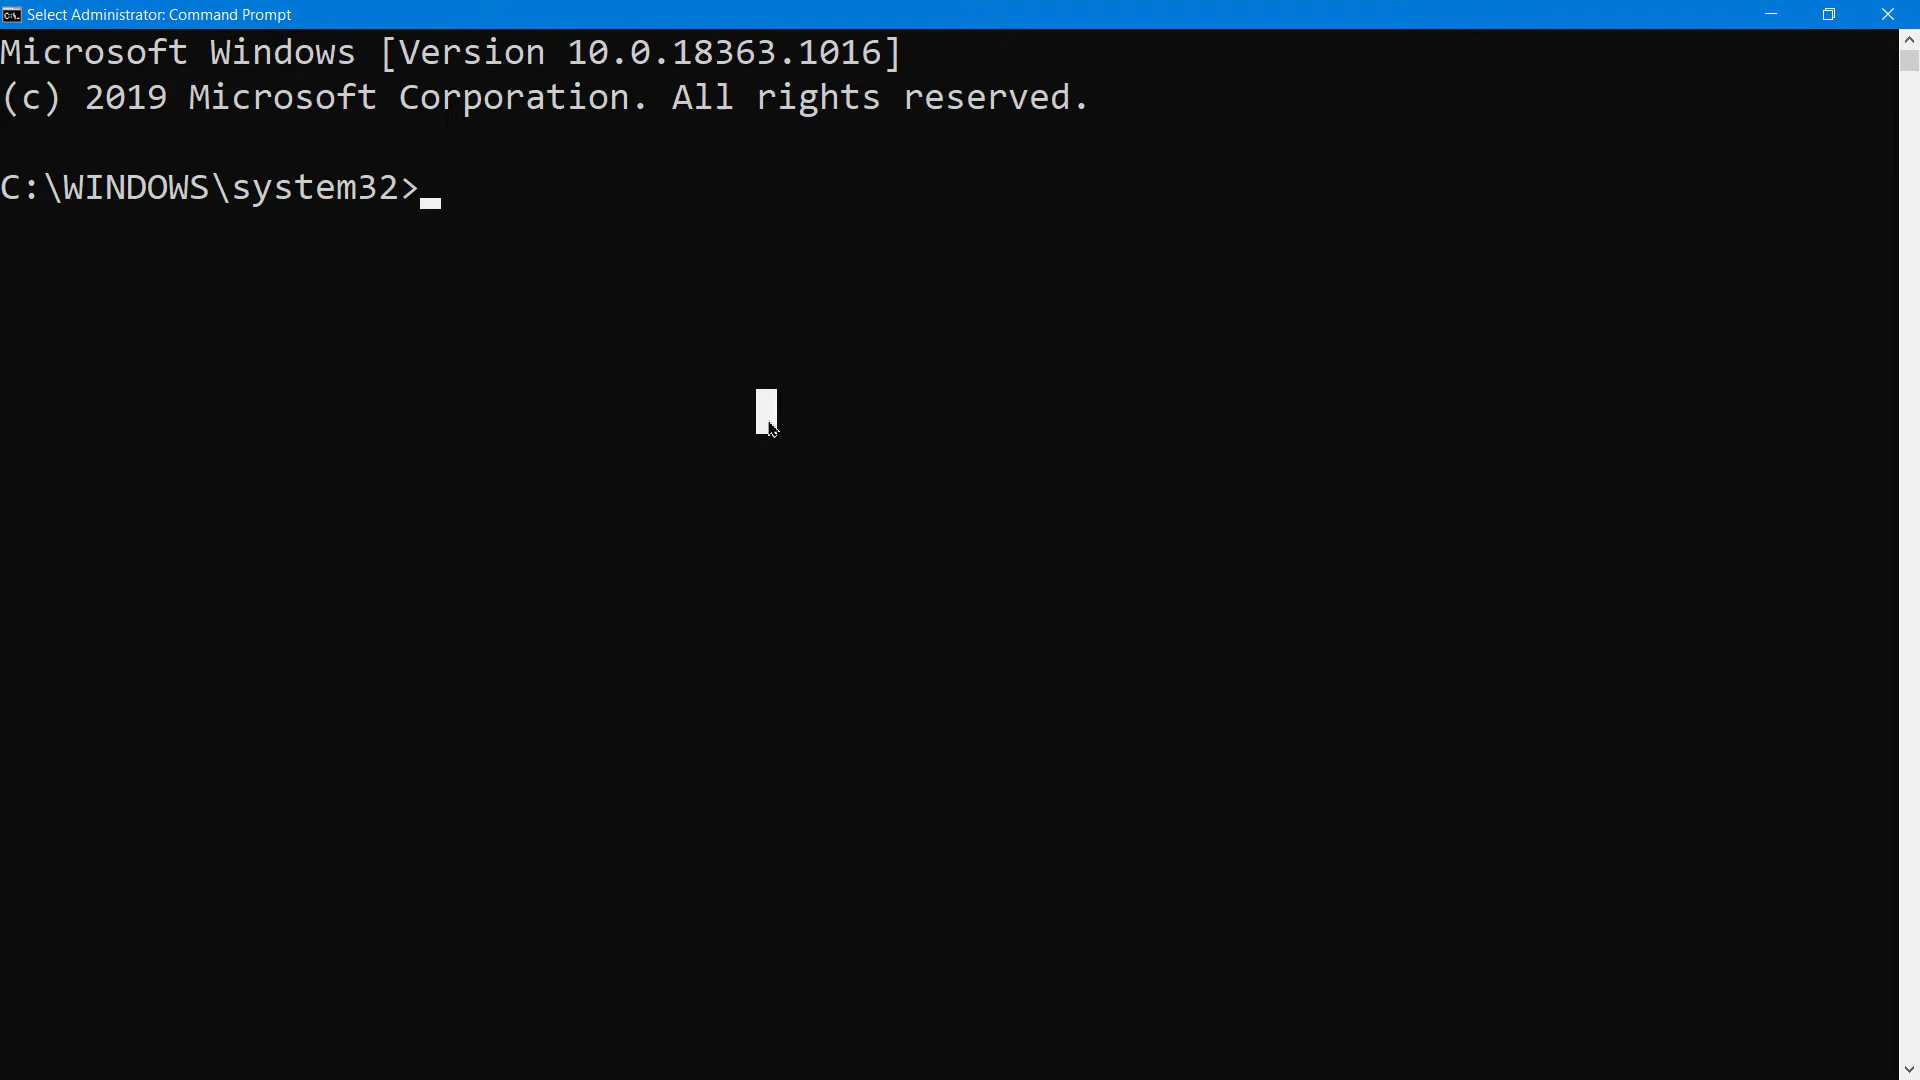 Select Administrator: Command Prompt
Microsoft Windows [Version 10.0.18363.1016]
(c) 2019 Microsoft Corporation. All rights reserved.
C:\WINDOWS\system32>